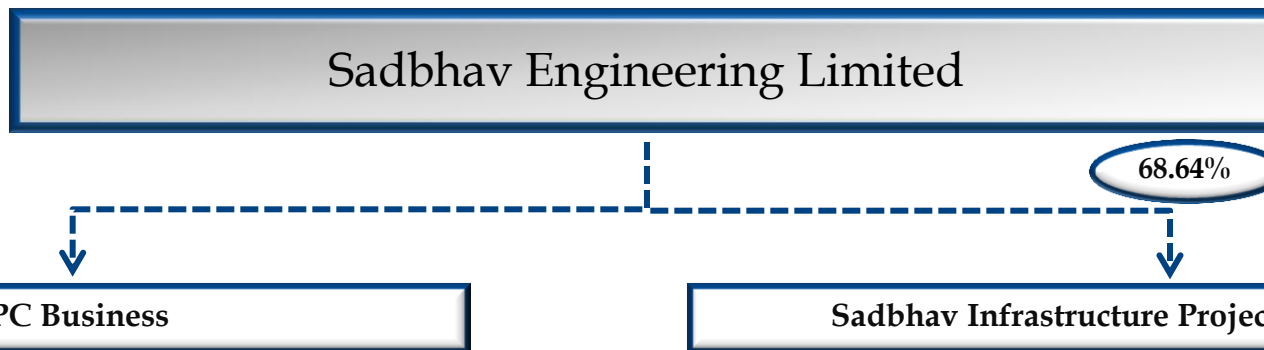 Sadbhav Engineering Limited
68.64%
PC Business
Sadbhav Infrastructure Projec